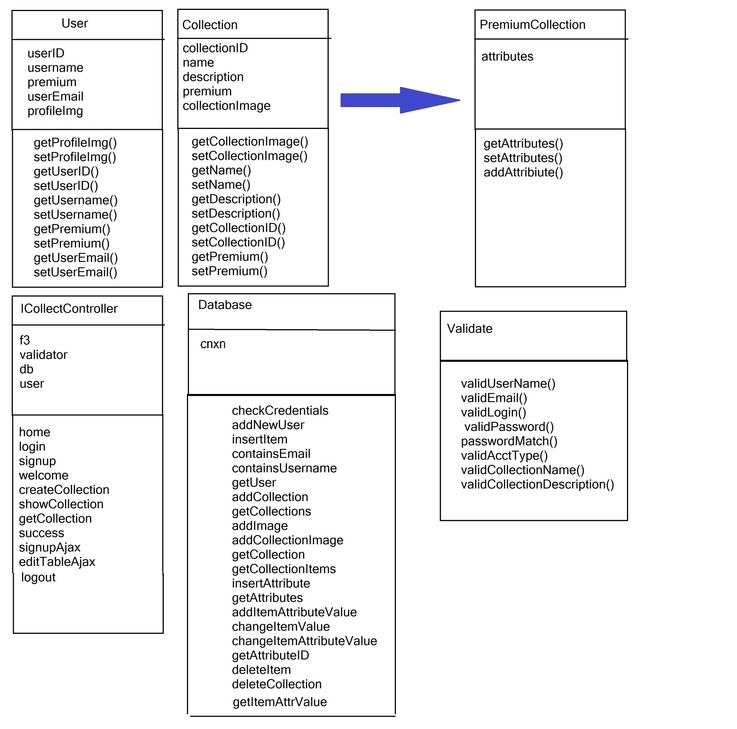 User
userID
username
premium
userEmail
profileImg
getProfileImg()
setProfileImg()
getUserID()
setUserID()
getUsername()
setUsername()
getPremium()
setPremium()
getUserEmail()
setUserEmail()
Collection
collectionID
name
description
premium
collectionImage
getCollectionImage()
setCollectionImage()
getName()
setName()
getDescription()
setDescription()
getCollectionID()
setCollectionID()
getPremium()
setPremium()
PremiumCollection
attributes
getAttributes()
setAttributes()
addAttribiute()
ICollectController
f3
validator
db
user
home
login
signup
welcome
createCollection
showCollection
getCollection
success
signupAjax
editTableAjax
logout
Database
cnxn
checkCredentials
addNewUser
insertItem
containsEmail
containsUsername
getUser
addCollection
getCollections
addImage
addCollectionImage
getCollection
getCollectionItems
insertAttribute
getAttributes
addItemAttributeValue
changeItemValue
changeItemAttributeValue
getAttributeID
deleteItem
deleteCollection
getItemAttrValue
Validate
validUserName()
validEmail()
validLogin()
validPassword()
passwordMatch()
validAcctType()
validCollectionName()
validCollectionDescription()